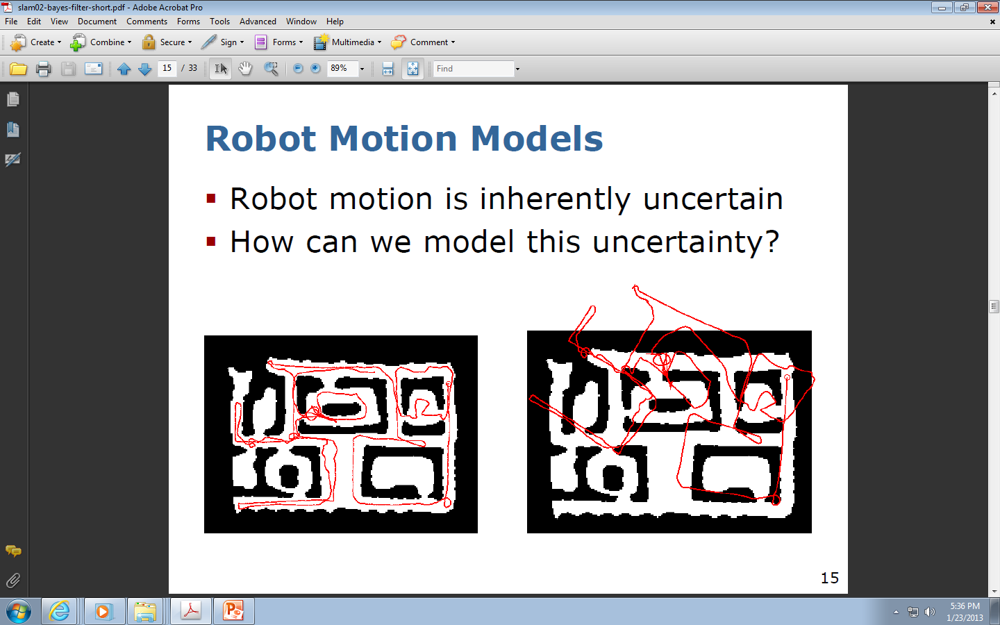 slam02-bayes-filter-short.pdf - Adobe Acrobat Pro
File Edit View Document Comments Forms Tools Advanced Window Help
Create Combine Secure Sign Forms Multimedia Comment
15 / 33 89% Find
Robot Motion Models
Robot motion is inherently uncertain
How can we model this uncertainty?
15
5:36 PM
1/23/2013